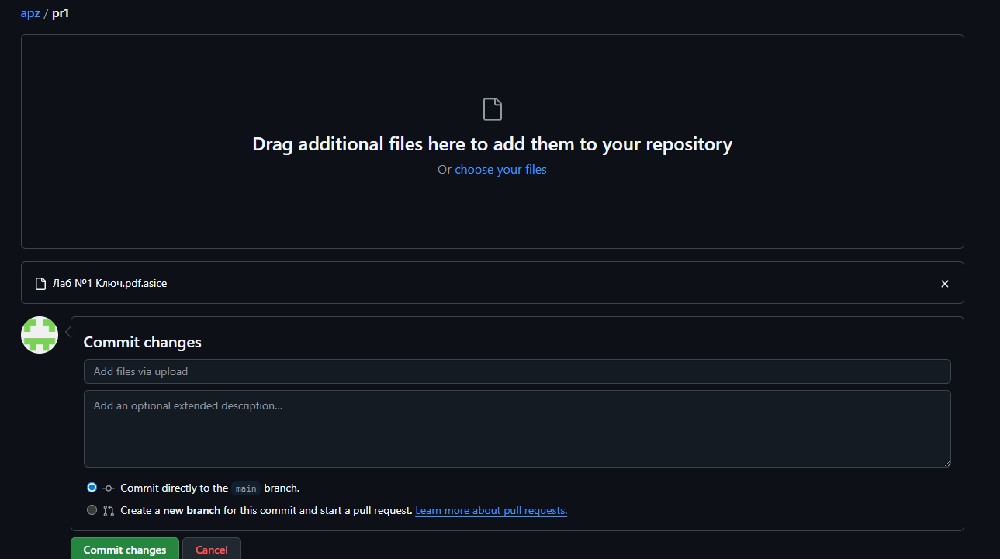 apz / pr1
Drag additional files here to add them to your repository
Or choose your files
Лаб №1 Ключ.pdf.asice
Commit changes
Add files via upload
Add an optional extended description...
Commit directly to the main branch.
Create a new branch for this commit and start a pull request. Learn more about pull requests.
Commit changes Cancel